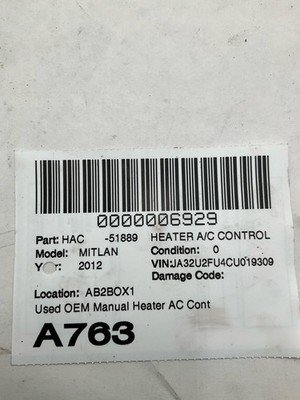 0000006929
Part: HAC -51889 HEATER A/C CONTROL
Model: MITLAN Condition: 0
Year: 2012 VIN:JA32U2FU4CU019309
Damage Code:
Location: AB2BOX1
Used OEM Manual Heater AC Cont
A763